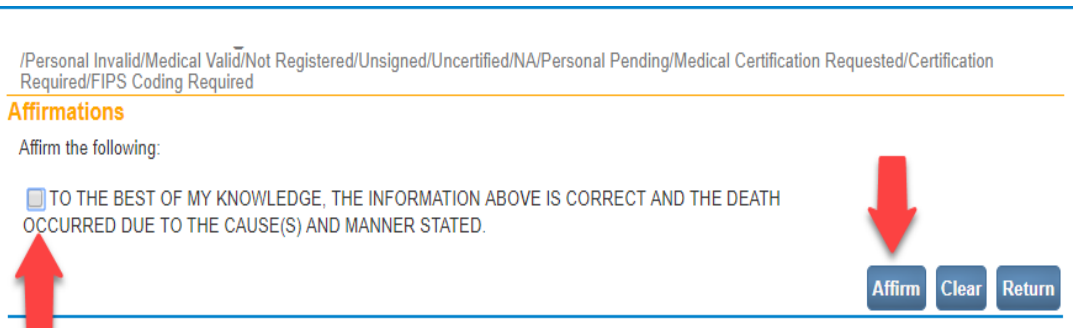 /Personal Invalid/Medical Valid/Not Registered/Unsigned/Uncertified/NA/Personal Pending/Medical Certification Requested/Certification
Required/FIPS Coding Required
Affirmations
Affirm the following:
TO THE BEST OF MY KNOWLEDGE, THE INFORMATION ABOVE IS CORRECT AND THE DEATH
OCCURRED DUE TO THE CAUSE(S) AND MANNER STATED.
Affirm Clear Return